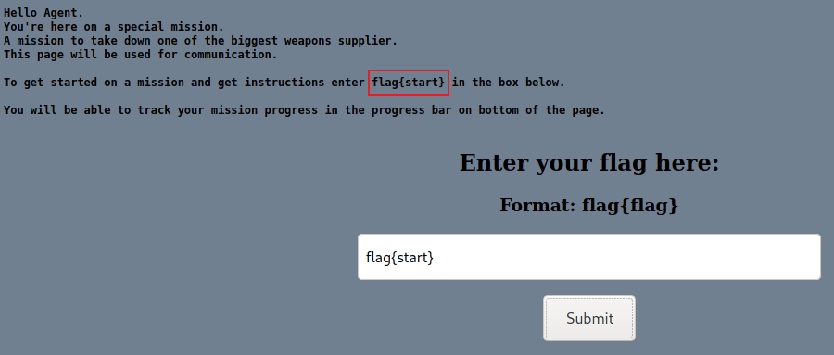 Hello Agent.
You're here on a special mission.
A mission to take down one of the biggest weapons supplier.
This page will be used for communication.
To get started on a mission and get instructions enter flag{start} in the box below.
You will be able to track your mission progress in the progress bar on bottom of the page.
Enter your flag here:
Format: flag{flag}
flag{start}
Submit